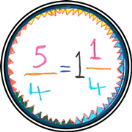 5/4 = 1 1/4